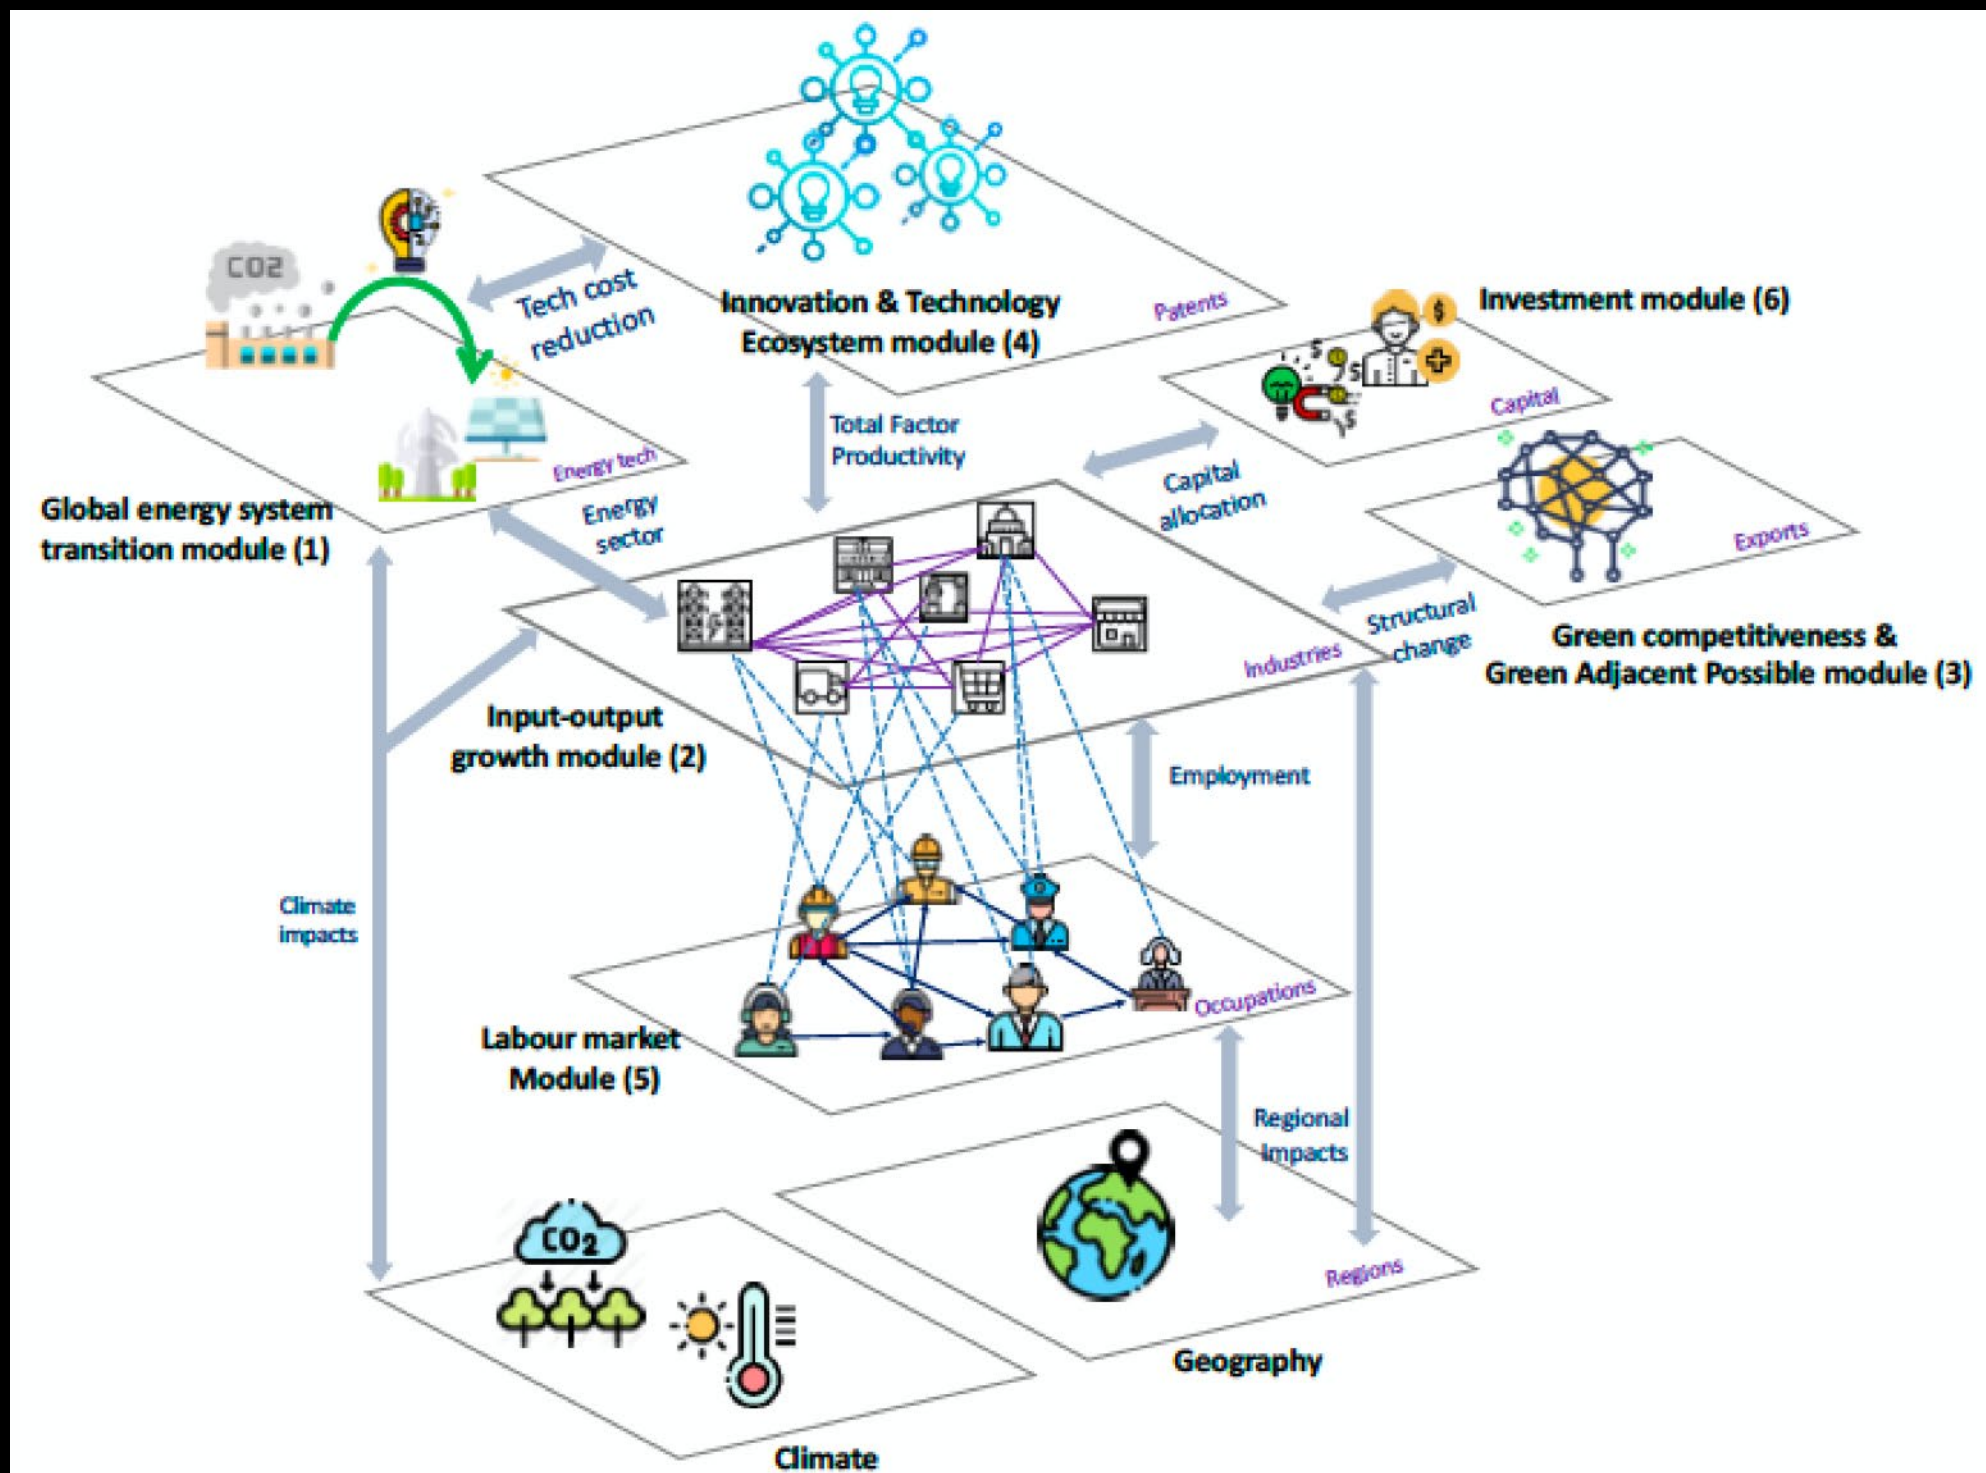 CO2
Tech cost
reduction
Innovation & Technology
Ecosystem module (4)
Patents
Investment module (6)
Capital
Energy tech
Global energy system
transition module (1)
Energy
sector
Total Factor
Productivity
Capital
allocation
Exports
Structural
change
Green competitiveness &
Green Adjacent Possible module (3)
Industries
Input-output
growth module (2)
Employment
Climate
impacts
Occupations
Labour market
Module (5)
Regional
Impacts
CO2
Regions
Geography
Climate